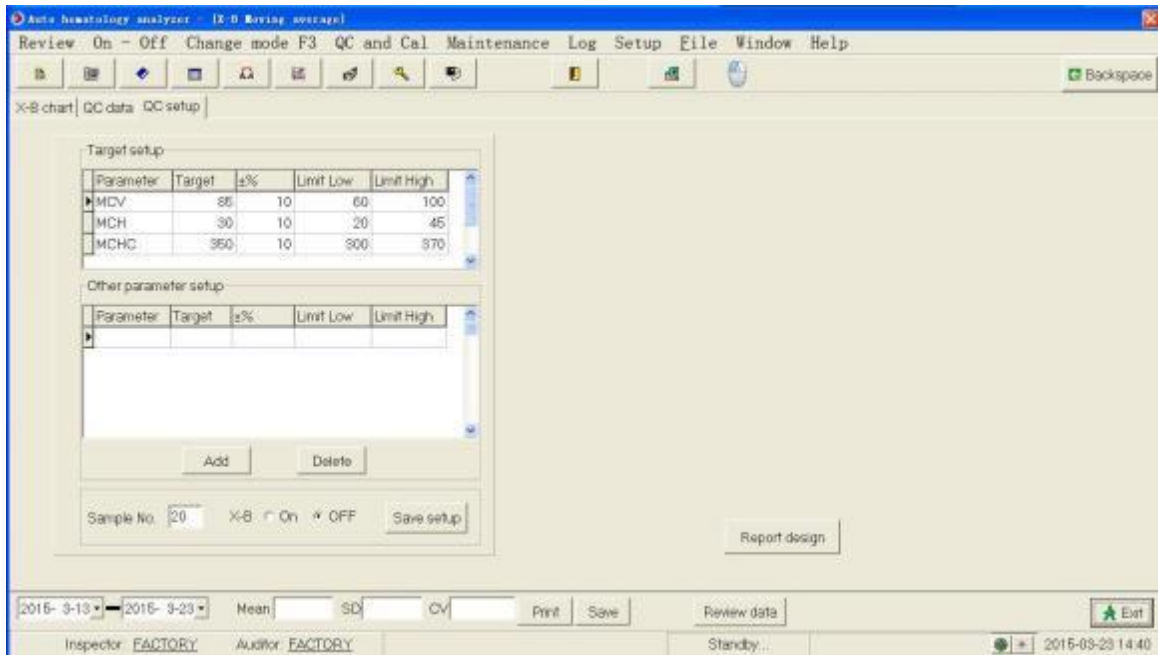 Auto hematology analyzer - [X-B Moving average]
Review On - Off Change mode F3 QC and Cal Maintenance Log Setup File Window Help
Backspace
X-B chart QC data QC setup
Target setup
Parameter Target ±% Limit Low Limit High
MCV 85 10 60 100
MCH 30 10 20 45
MCHC 350 10 300 370
Other parameter setup
Parameter Target ±% Limit Low Limit High
Add Delete
Sample No. 20 X-B On OFF Save setup
Report design
2015- 3-13 2015- 3-23 Mean SD CV Print Save Review data Exit
Inspector: FACTORY Auditor: FACTORY Standby... 2015-03-23 14:40